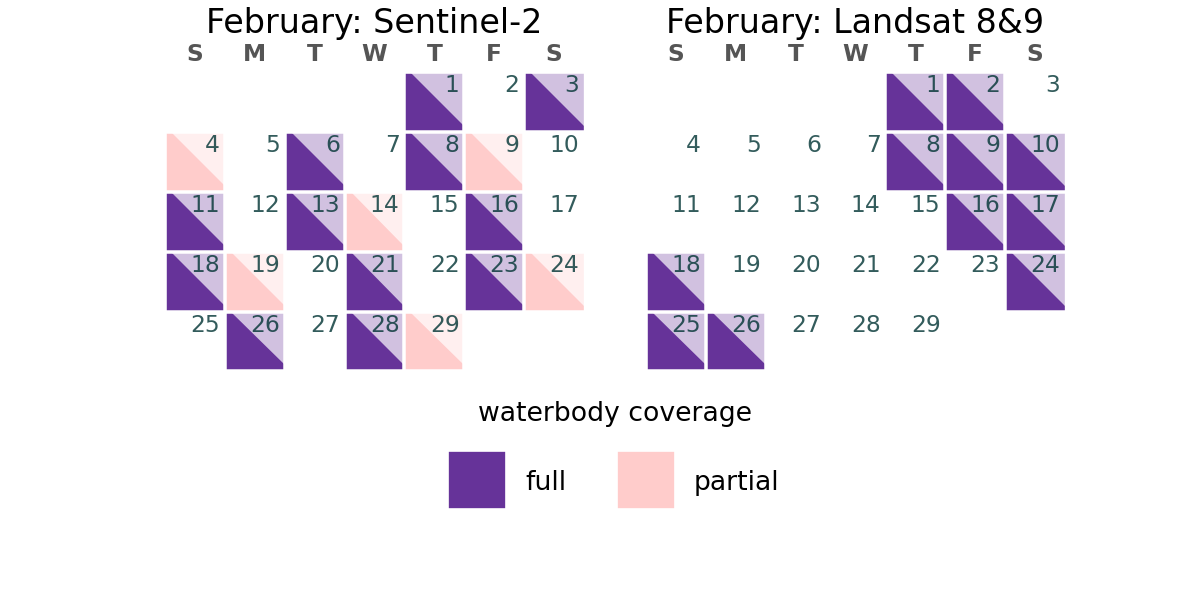 February: Sentinel-2
S M T W T F S
1 2 3
4 5 6 7 8 9 10
11 12 13 14 15 16 17
18 19 20 21 22 23 24
25 26 27 28 29
February: Landsat 8&9
S M T W T F S
1 2 3
4 5 6 7 8 9 10
11 12 13 14 15 16 17
18 19 20 21 22 23 24
25 26 27 28 29
waterbody coverage
full partial